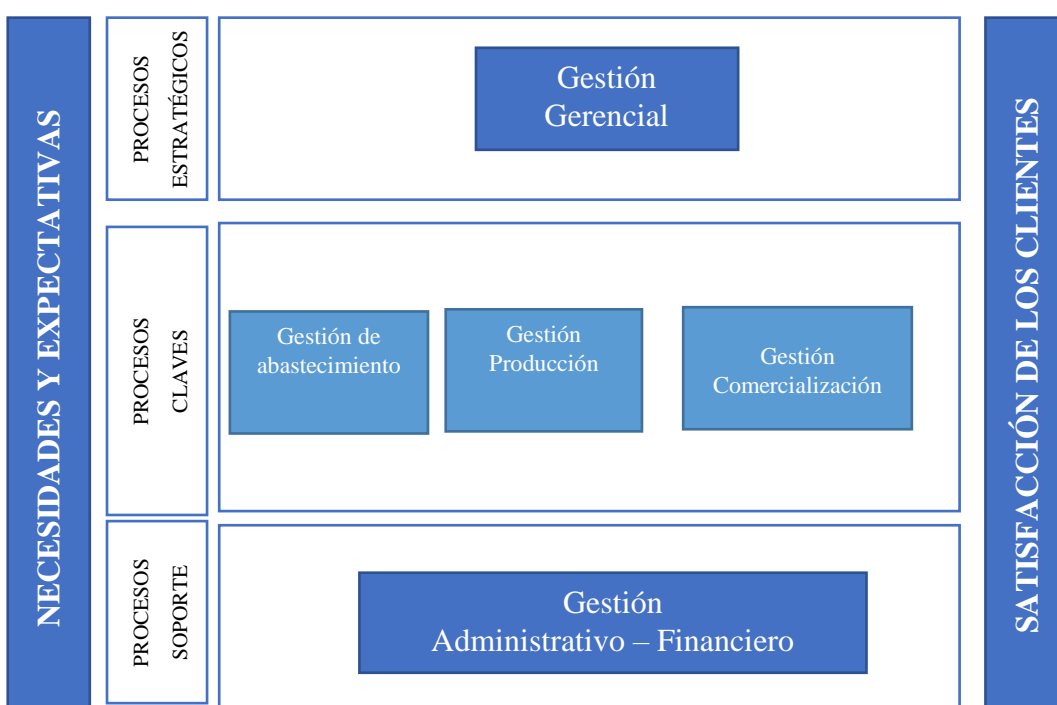 NECESIDADES Y EXPECTATIVAS
PROCESOS
ESTRATÉGICOS
Gestión
Gerencial
PROCESOS
CLAVES
Gestión de
abastecimiento
Gestión
Producción
Gestión
Comercialización
PROCESOS
SOPORTE
Gestión
Administrativo – Financiero
SATISFACCIÓN DE LOS CLIENTES